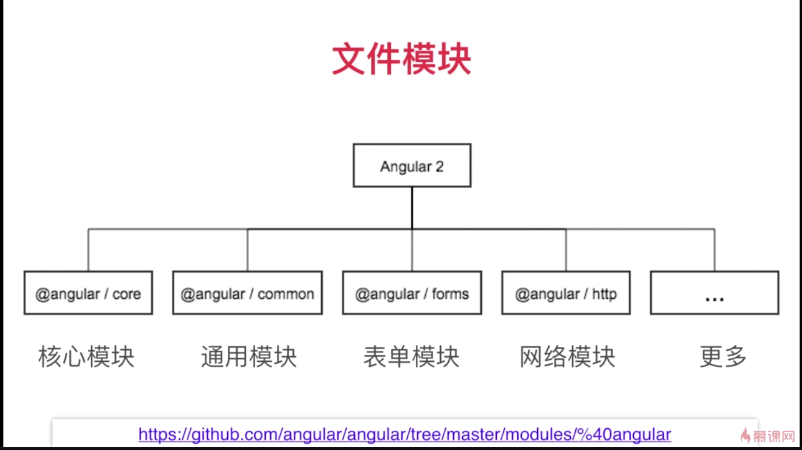 文件模块
Angular 2
@angular / core
@angular / common
@angular / forms
@angular / http
...
核心模块
通用模块
表单模块
网络模块
更多
https://github.com/angular/angular/tree/master/modules/%40angular
慕课网